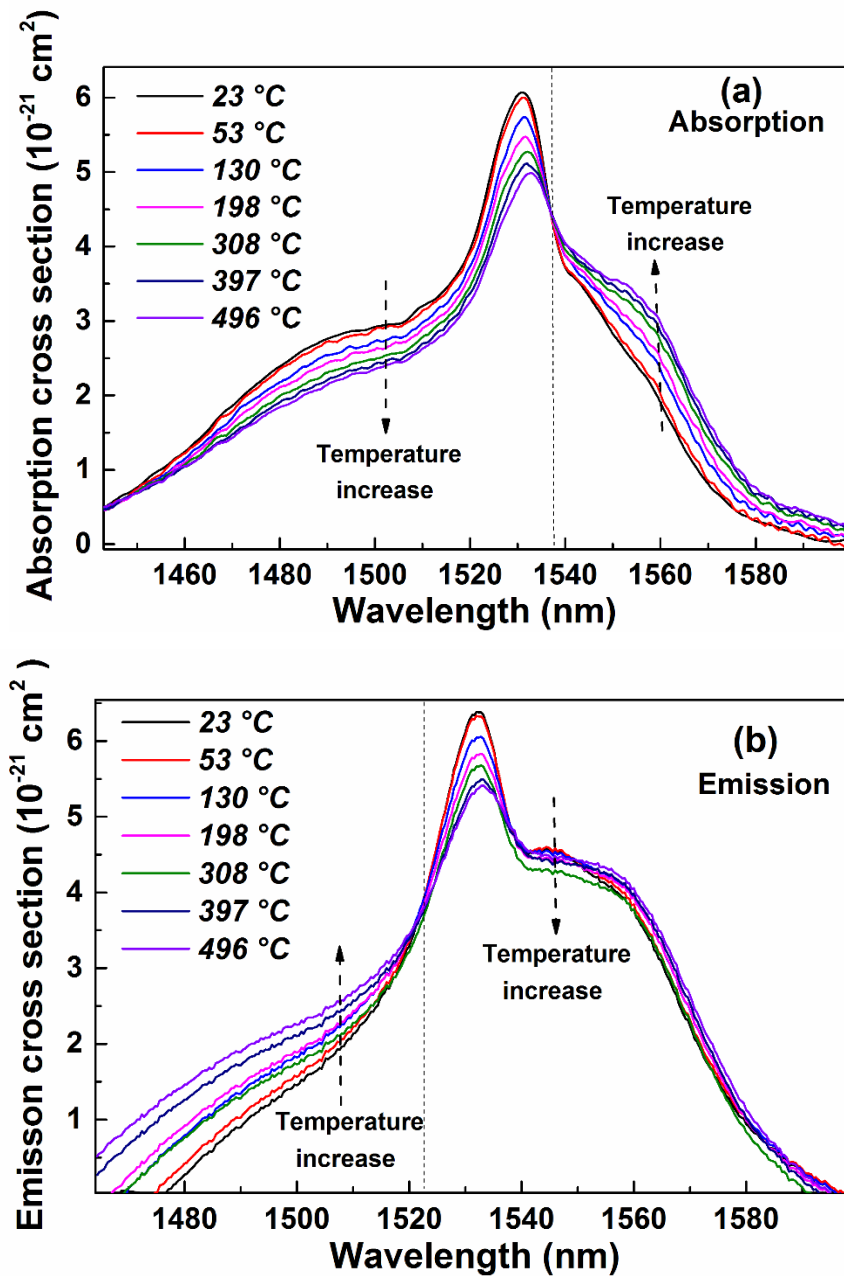 (a)
Absorption
23 °C
53 °C
130 °C
198 °C
308 °C
397 °C
496 °C
Temperature
increase
Temperature
increase
Absorption cross section (10⁻²¹ cm²)
6
5
4
3
2
1
0
1460 1480 1500 1520 1540 1560 1580
Wavelength (nm)
(b)
Emission
23 °C
53 °C
130 °C
198 °C
308 °C
397 °C
496 °C
Temperature
increase
Temperature
increase
Emisson cross section (10⁻²¹ cm²)
6
5
4
3
2
1
1480 1500 1520 1540 1560 1580
Wavelength (nm)